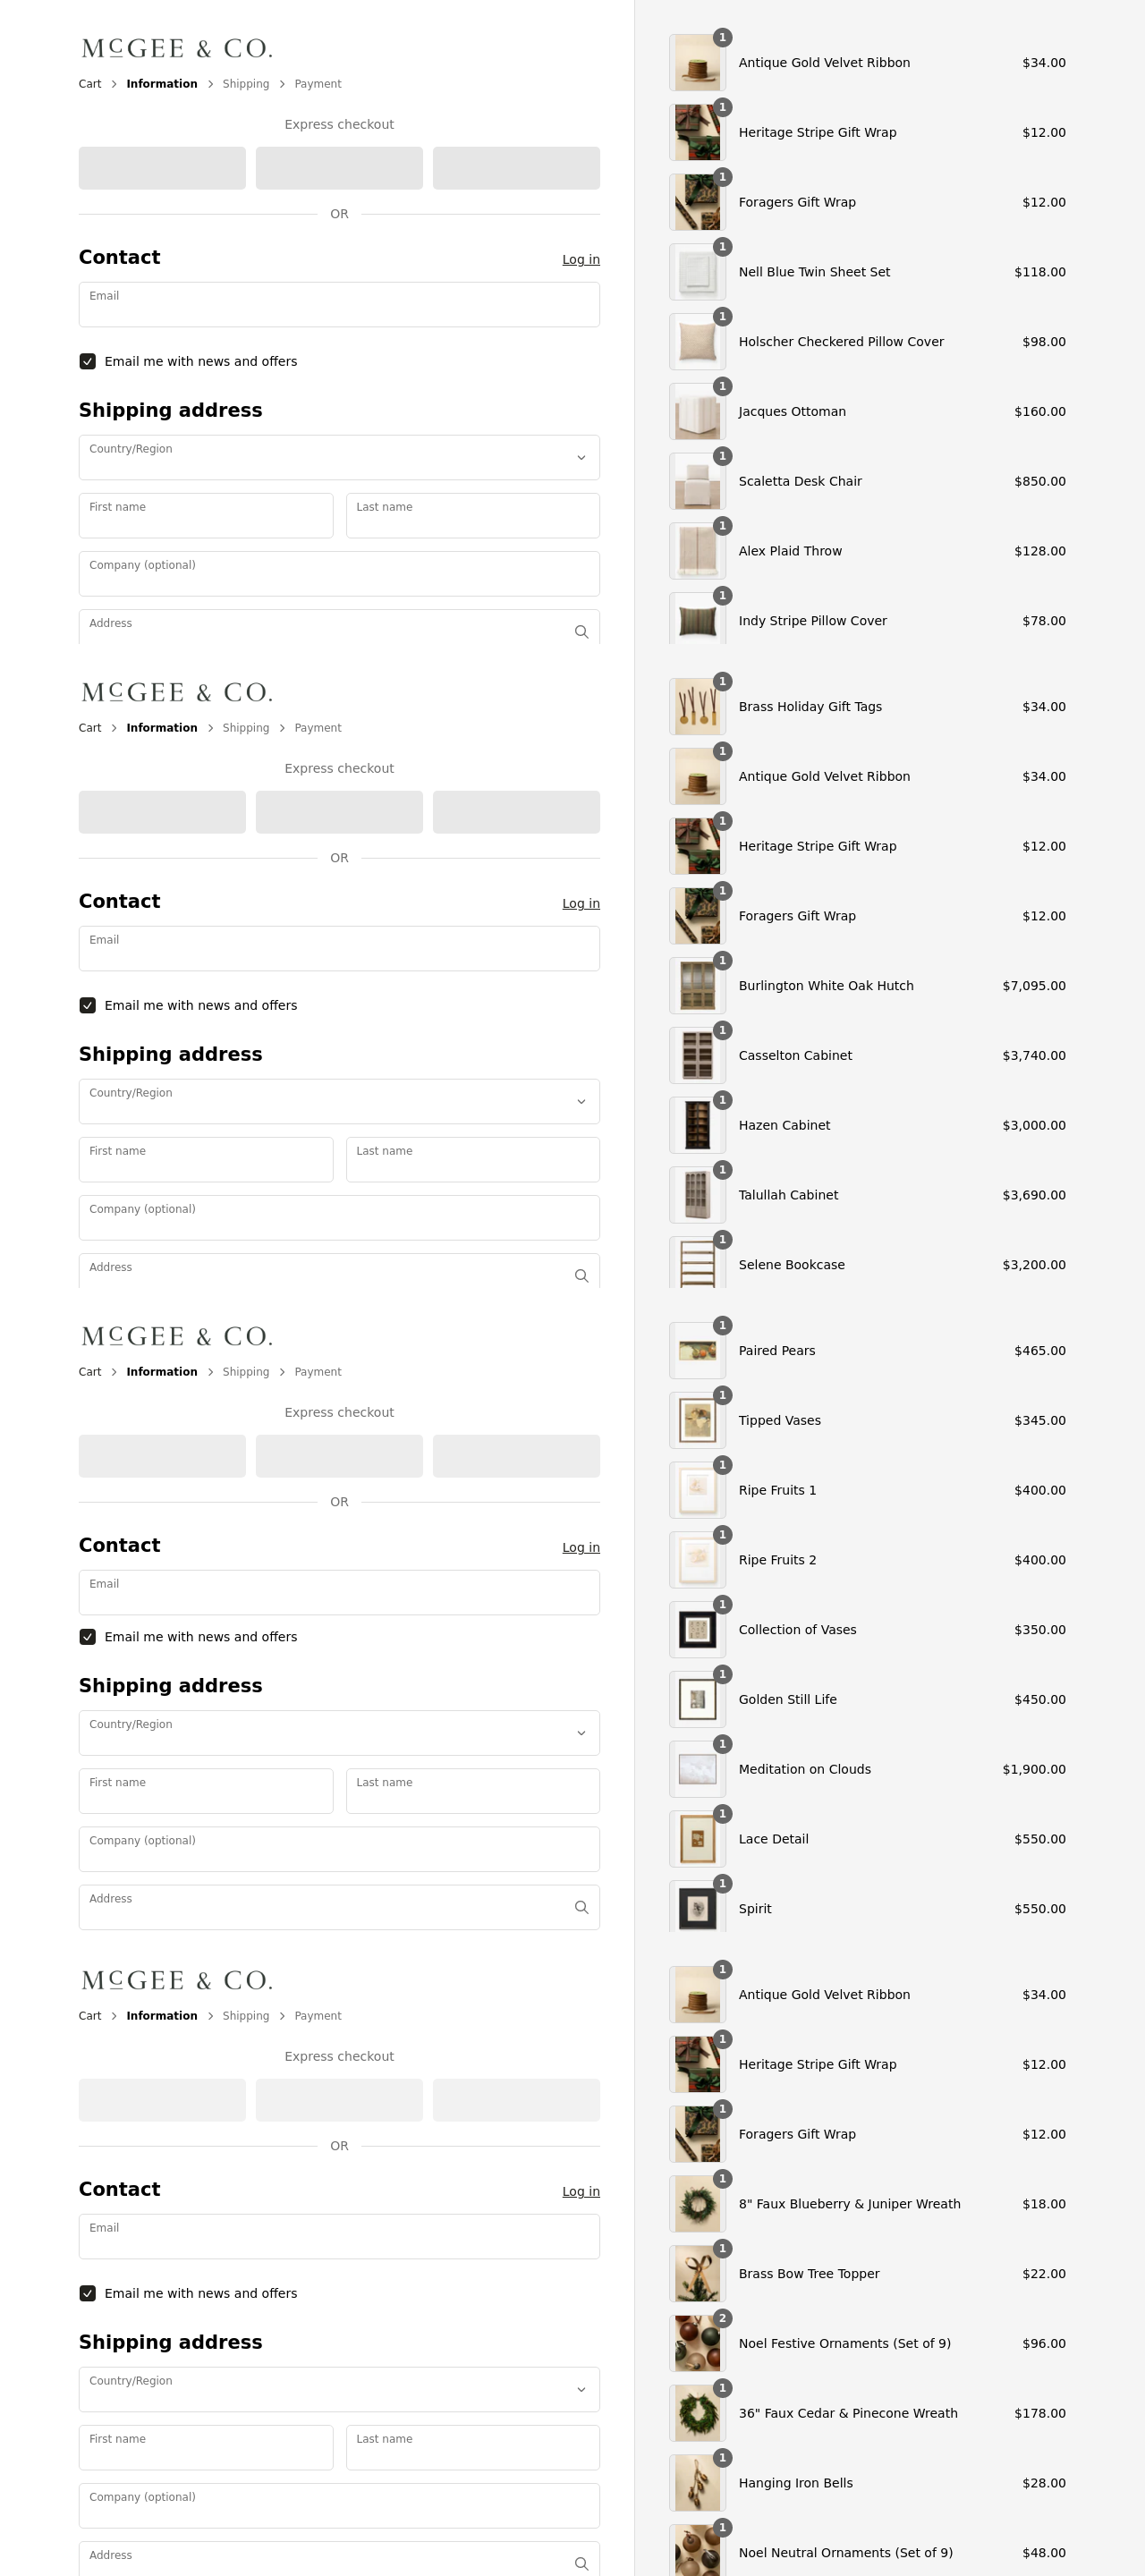 McGEE & CO.
Cart > Information > Shipping > Payment
Express checkout
OR
Contact
Log in
Email
Email me with news and offers
Shipping address
Country/Region
First name
Last name
Company (optional)
Address
1
Antique Gold Velvet Ribbon $34.00
1
Heritage Stripe Gift Wrap $12.00
1
Foragers Gift Wrap $12.00
1
Nell Blue Twin Sheet Set $118.00
1
Holscher Checkered Pillow Cover $98.00
1
Jacques Ottoman $160.00
1
Scaletta Desk Chair $850.00
1
Alex Plaid Throw $128.00
1
Indy Stripe Pillow Cover $78.00
McGEE & CO.
Cart > Information > Shipping > Payment
Express checkout
OR
Contact
Log in
Email
Email me with news and offers
Shipping address
Country/Region
First name
Last name
Company (optional)
Address
1
Brass Holiday Gift Tags $34.00
1
Antique Gold Velvet Ribbon $34.00
1
Heritage Stripe Gift Wrap $12.00
1
Foragers Gift Wrap $12.00
1
Burlington White Oak Hutch $7,095.00
1
Casselton Cabinet $3,740.00
1
Hazen Cabinet $3,000.00
1
Talullah Cabinet $3,690.00
1
Selene Bookcase $3,200.00
McGEE & CO.
Cart > Information > Shipping > Payment
Express checkout
OR
Contact
Log in
Email
Email me with news and offers
Shipping address
Country/Region
First name
Last name
Company (optional)
Address
1
Paired Pears $465.00
1
Tipped Vases $345.00
1
Ripe Fruits 1 $400.00
1
Ripe Fruits 2 $400.00
1
Collection of Vases $350.00
1
Golden Still Life $450.00
1
Meditation on Clouds $1,900.00
1
Lace Detail $550.00
1
Spirit $550.00
McGEE & CO.
Cart > Information > Shipping > Payment
Express checkout
OR
Contact
Log in
Email
Email me with news and offers
Shipping address
Country/Region
First name
Last name
Company (optional)
Address
1
Antique Gold Velvet Ribbon $34.00
1
Heritage Stripe Gift Wrap $12.00
1
Foragers Gift Wrap $12.00
1
8" Faux Blueberry & Juniper Wreath $18.00
1
Brass Bow Tree Topper $22.00
2
Noel Festive Ornaments (Set of 9) $96.00
1
36" Faux Cedar & Pinecone Wreath $178.00
1
Hanging Iron Bells $28.00
1
Noel Neutral Ornaments (Set of 9) $48.00